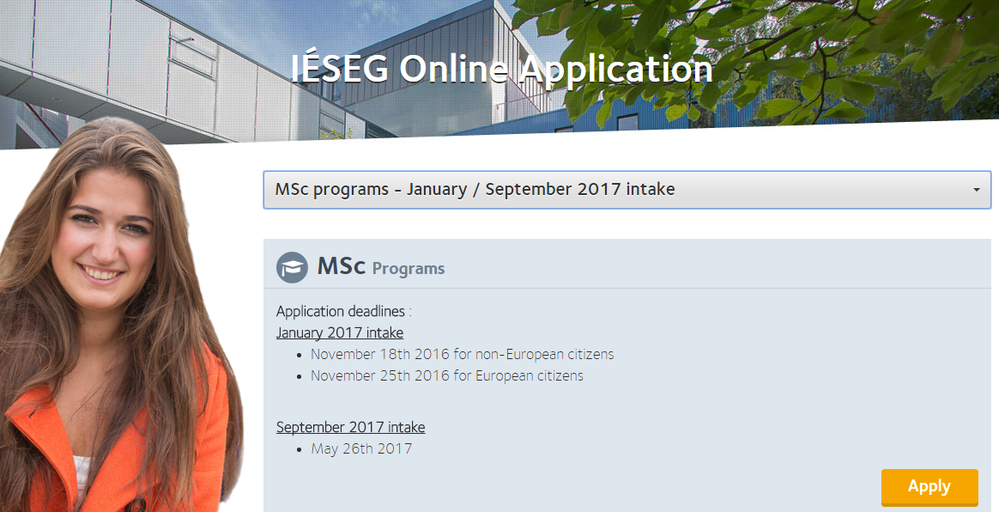 IÉSEG Online Application
MSc programs - January / September 2017 intake
MSc Programs
Application deadlines :
January 2017 intake
November 18th 2016 for non-European citizens
November 25th 2016 for European citizens
September 2017 intake
May 26th 2017
Apply